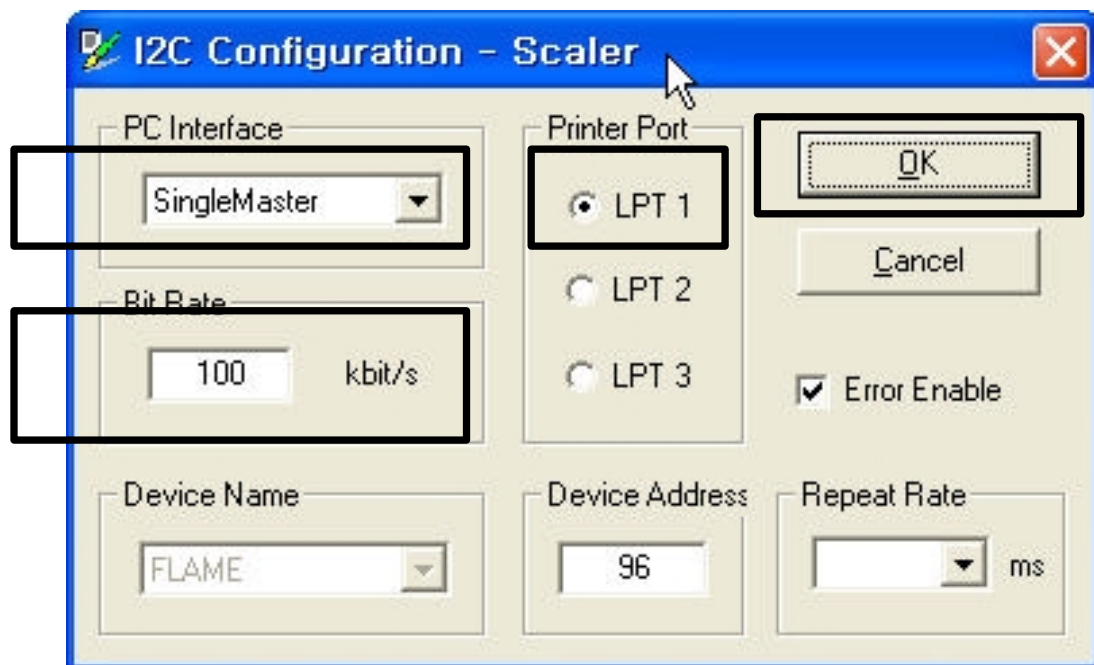 I2C Configuration - Scaler
PC Interface
SingleMaster
Printer Port
LPT 1
LPT 2
LPT 3
OK
Cancel
Bit Rate
100 kbit/s
Error Enable
Device Name
FLAME
Device Address
96
Repeat Rate
ms